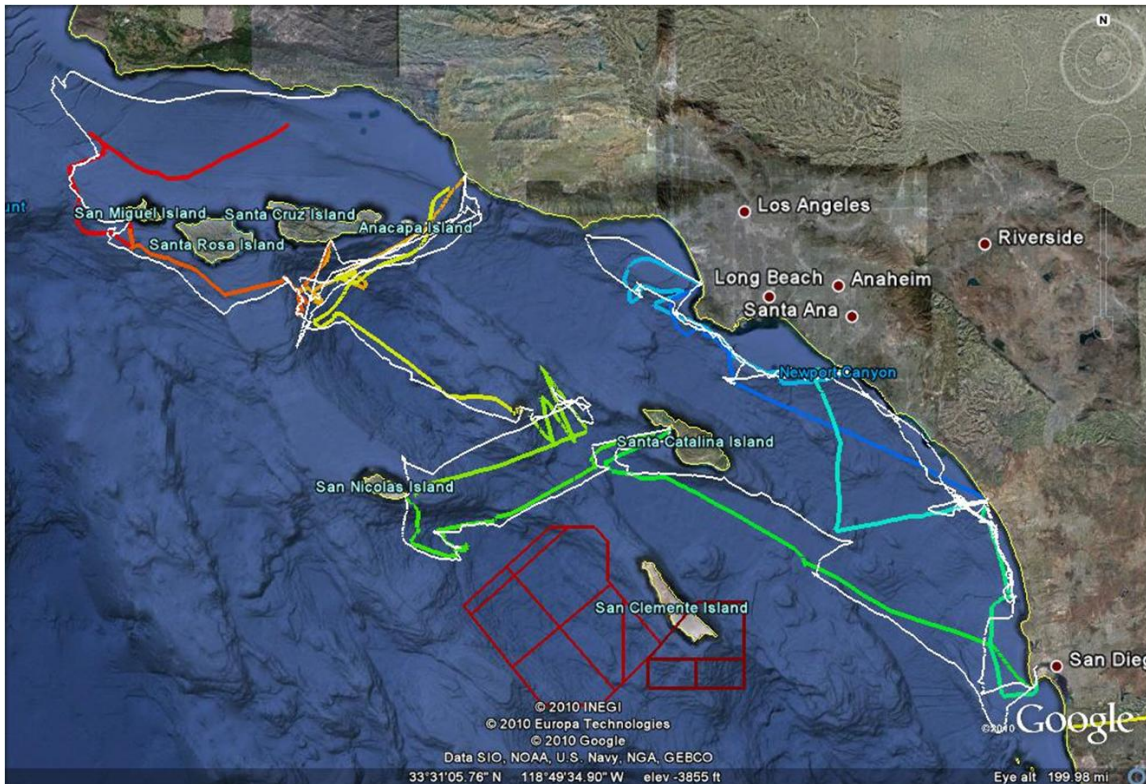 N
Los Angeles
Riverside
unt
San Miguel Island
Santa Cruz Island
Anacapa Island
Santa Rosa Island
Long Beach
Anaheim
Santa Ana
Newport Canyon
Santa Catalina Island
San Nicolas Island
San Clemente Island
San Dieg
© 2010 INEGI
© 2010 Europa Technologies
© 2010 Google
Data SIO, NOAA, U.S. Navy, NGA, GEBCO
©2010 Google
33°31'05.76" N 118°49'34.90" W elev -3855 ft
Eye alt 199.98 mi